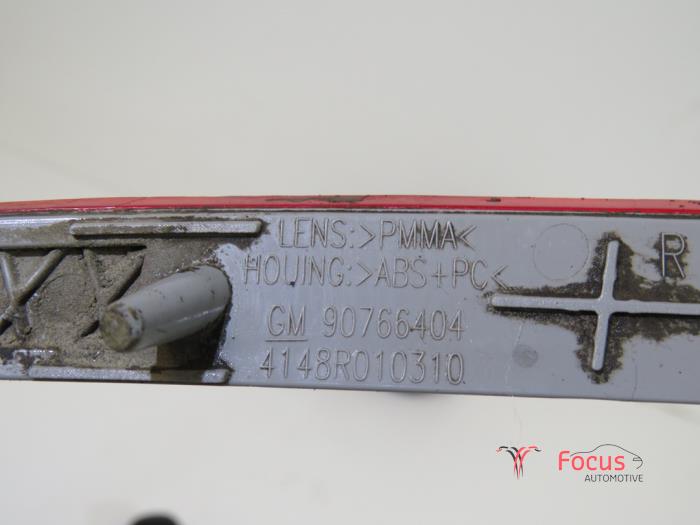 LENS:>PMMA<
HOUING:>ABS+PC<
GM 90766404
4148R010310
R
Focus
AUTOMOTIVE